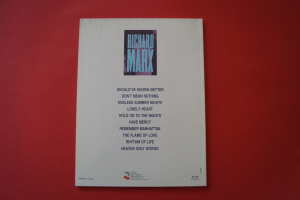 RICHARD
MARX
SHOULD'VE KNOWN BETTER
DON'T MEAN NOTHING
ENDLESS SUMMER NIGHTS
LONELY HEART
HOLD ON TO THE NIGHTS
HAVE MERCY
REMEMBER MANHATTAN
THE FLAME OF LOVE
RHYTHM OF LIFE
HEAVEN ONLY KNOWS